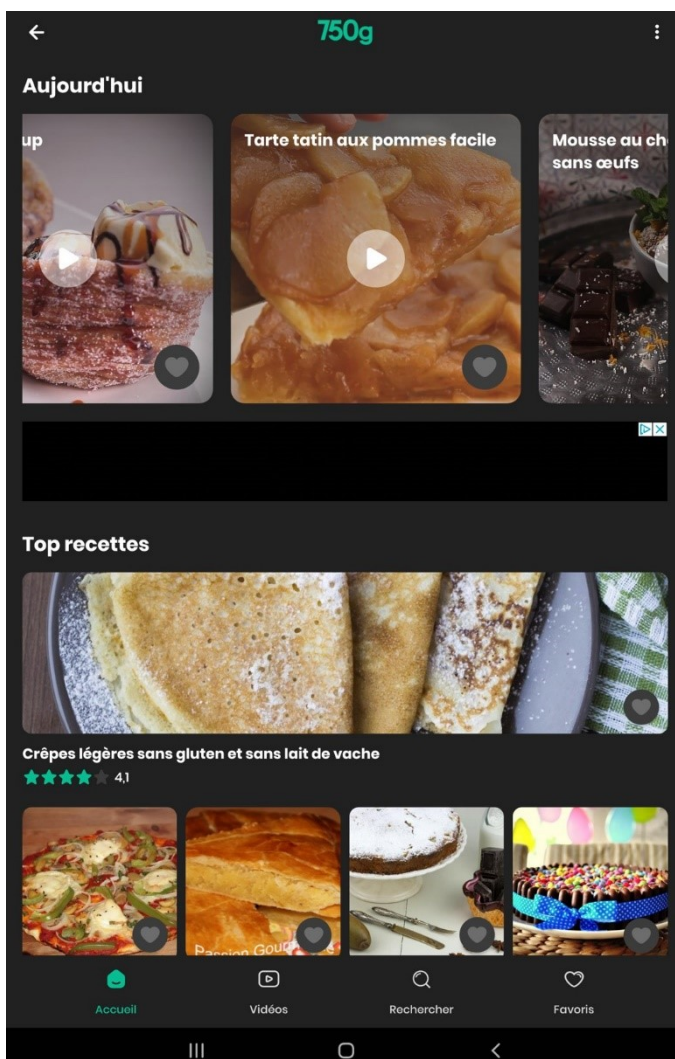 750g
Aujourd'hui
up
Tarte tatin aux pommes facile
Mousse au ch
sans œufs
Top recettes
Crêpes légères sans gluten et sans lait de vache
4,1
Passion Gour
Accueil
Vidéos
Rechercher
Favoris